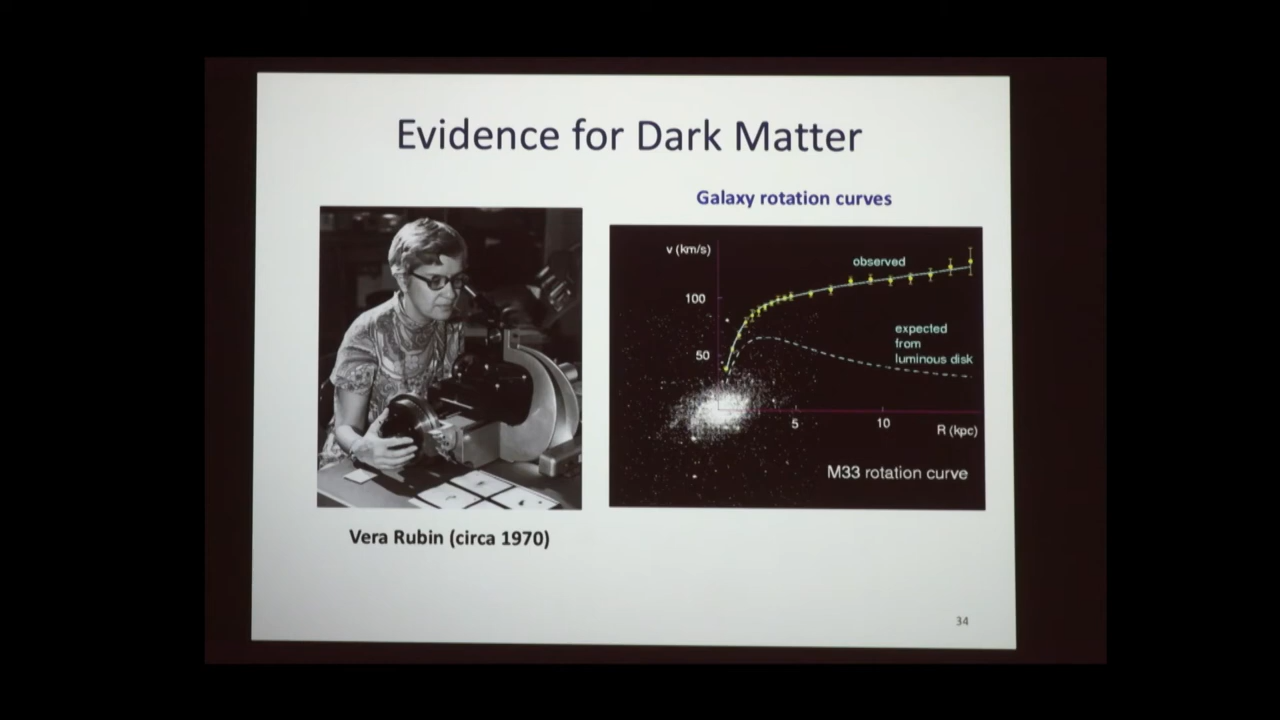 Evidence for Dark Matter
Galaxy rotation curves
v (km/s)
observed
100
expected
from
luminous disk
50
5
10
R (kpc)
M33 rotation curve
Vera Rubin (circa 1970)
34